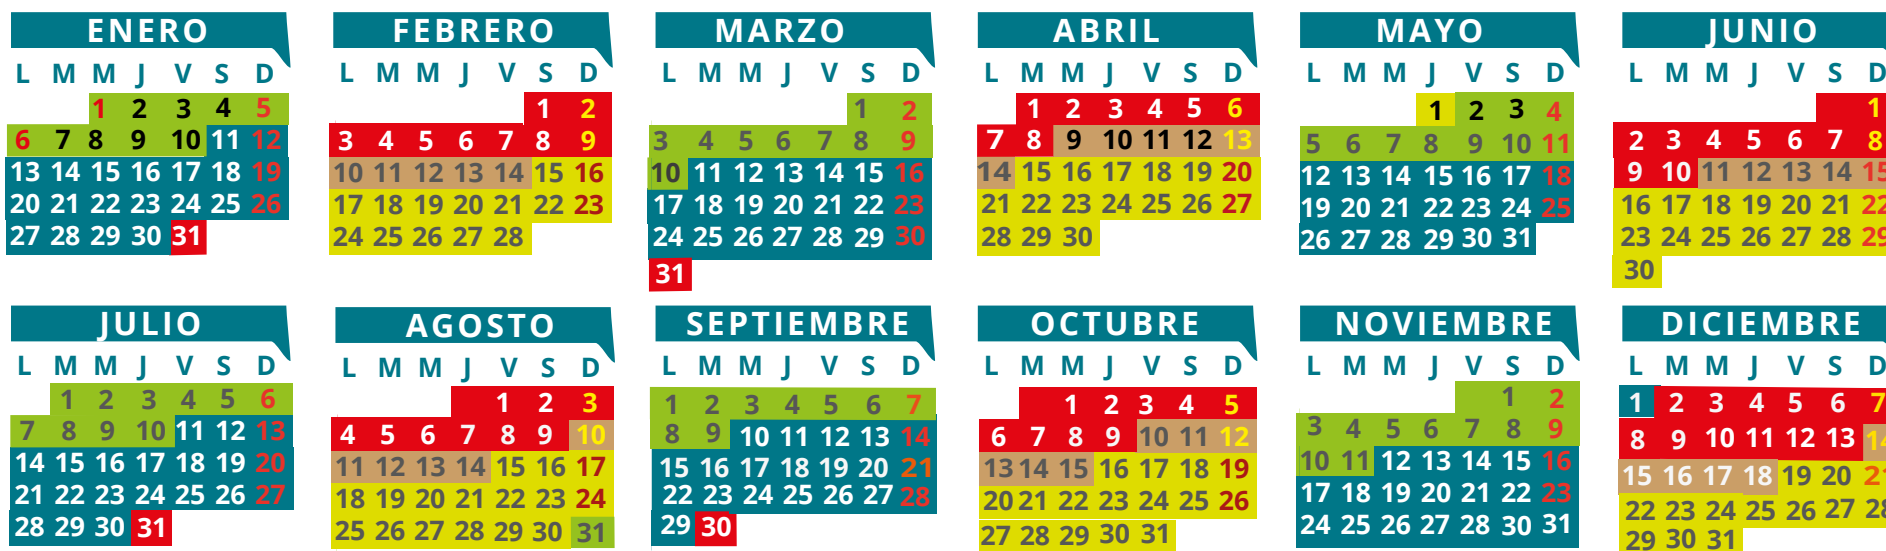 ENERO
L M M J V S D
1 2 3 4 5
6 7 8 9 10 11 12
13 14 15 16 17 18 19
20 21 22 23 24 25 26
27 28 29 30 31
FEBRERO
L M M J V S D
1 2
3 4 5 6 7 8 9
10 11 12 13 14 15 16
17 18 19 20 21 22 23
24 25 26 27 28
MARZO
L M M J V S D
1 2
3 4 5 6 7 8 9
10 11 12 13 14 15 16
17 18 19 20 21 22 23
24 25 26 27 28 29 30
31
ABRIL
L M M J V S D
1 2 3 4 5 6
7 8 9 10 11 12 13
14 15 16 17 18 19 20
21 22 23 24 25 26 27
28 29 30
MAYO
L M M J V S D
1 2 3 4
5 6 7 8 9 10 11
12 13 14 15 16 17 18
19 20 21 22 23 24 25
26 27 28 29 30 31
JUNIO
L M M J V S D
1
2 3 4 5 6 7 8
9 10 11 12 13 14 15
16 17 18 19 20 21 22
23 24 25 26 27 28 29
30
JULIO
L M M J V S D
1 2 3 4 5 6
7 8 9 10 11 12 13
14 15 16 17 18 19 20
21 22 23 24 25 26 27
28 29 30 31
AGOSTO
L M M J V S D
1 2 3
4 5 6 7 8 9 10
11 12 13 14 15 16 17
18 19 20 21 22 23 24
25 26 27 28 29 30 31
SEPTIEMBRE
L M M J V S D
1 2 3 4 5 6 7
8 9 10 11 12 13 14
15 16 17 18 19 20 21
22 23 24 25 26 27 28
29 30
OCTUBRE
L M M J V S D
1 2 3 4 5
6 7 8 9 10 11 12
13 14 15 16 17 18 19
20 21 22 23 24 25 26
27 28 29 30 31
NOVIEMBRE
L M M J V S D
1 2
3 4 5 6 7 8 9
10 11 12 13 14 15 16
17 18 19 20 21 22 23
24 25 26 27 28 30 31
DICIEMBRE
L M M J V S D
1 2 3 4 5 6 7
8 9 10 11 12 13 14
15 16 17 18 19 20 21
22 23 24 25 26 27 28
29 30 31